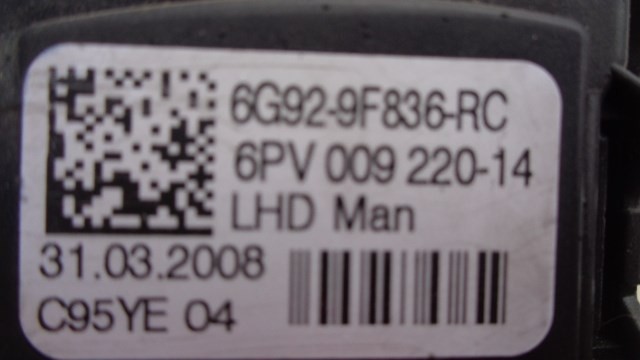 6G92-9F836-RC
6PV 009 220-14
LHD Man
31.03.2008
C95YE 04